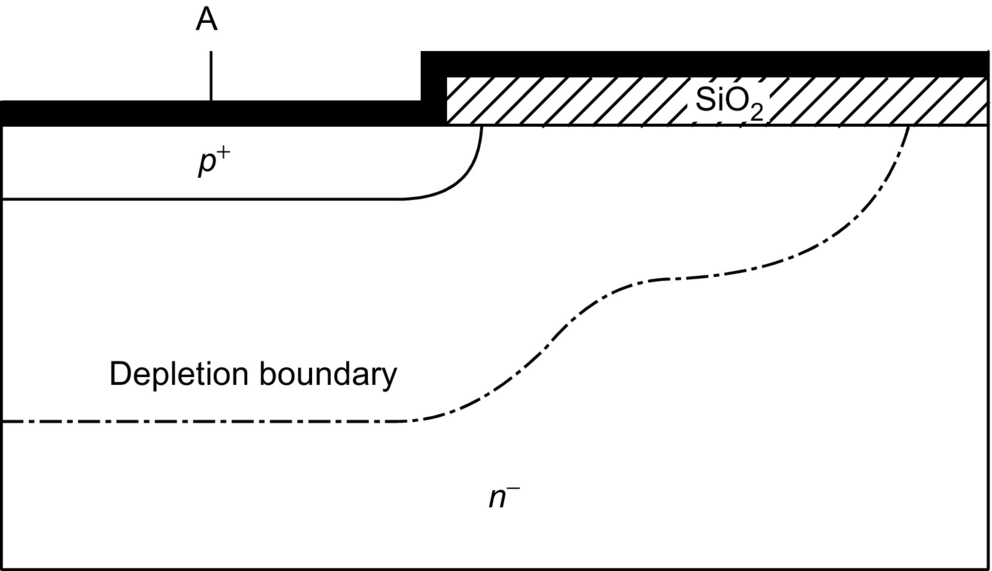 A
SiO₂
p⁺
Depletion boundary
n⁻